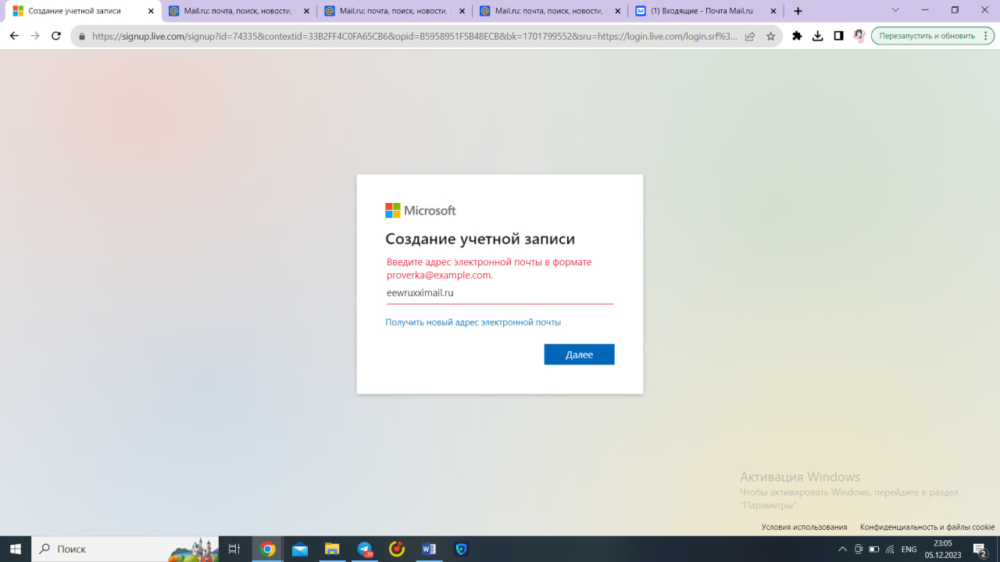 Создание учетной записи
Mail.ru: почта, поиск, новости,
Mail.ru: почта, поиск, новости,
Mail.ru: почта, поиск, новости,
(1) Входящие - Почта Mail.ru
https://signup.live.com/signup?id=74335&contextid=33B2FF4C0FA65CB6&opid=B5958951F5B48ECB&bk=1701799552&sru=https://login.live.com/login.srf%3...
Перезапустить и обновить
Microsoft
Создание учетной записи
Введите адрес электронной почты в формате
proverka@example.com.
eewruxximail.ru
Получить новый адрес электронной почты
Далее
Активация Windows
Чтобы активировать Windows, перейдите в раздел
"Параметры".
Условия использования
Конфиденциальность и файлы cookie
Поиск
39
ENG
23:05
05.12.2023
2